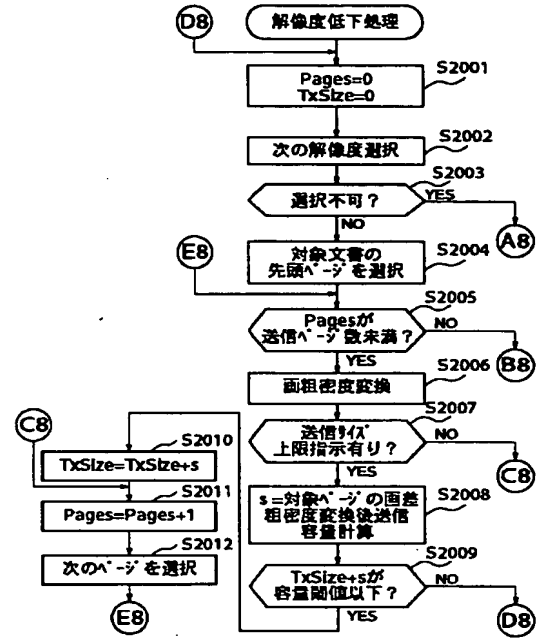 D8
解像度低下処理
S2001
Pages=0
TxSize=0
S2002
次の解像度選択
S2003
選択不可?
YES
NO
A8
E8
S2004
対象文書の
先頭ページを選択
S2005
Pagesが
送信ページ数未満?
NO
YES
B8
S2006
画粗密度変換
S2007
送信サイズ
上限指示有り?
NO
YES
C8
S2008
s=対象ページの画差
粗密度変換後送信
容量計算
S2009
TxSize+sが
容量閾値以下?
NO
YES
D8
C8
S2010
TxSize=TxSize+s
S2011
Pages=Pages+1
S2012
次のページを選択
E8